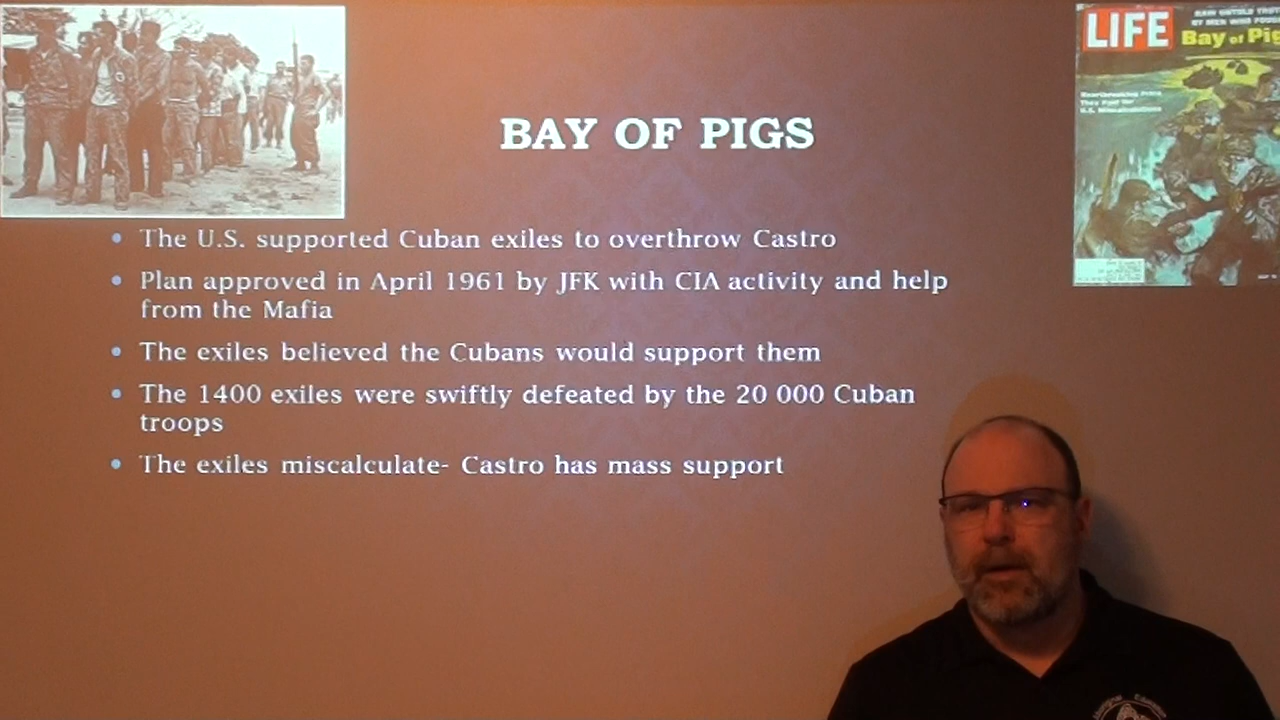 LIFE
Bay of Pig
BAY OF PIGS
• The U.S. supported Cuban exiles to overthrow Castro
• Plan approved in April 1961 by JFK with CIA activity and help
from the Mafia
• The exiles believed the Cubans would support them
• The 1400 exiles were swiftly defeated by the 20 000 Cuban
troops
• The exiles miscalculate- Castro has mass support